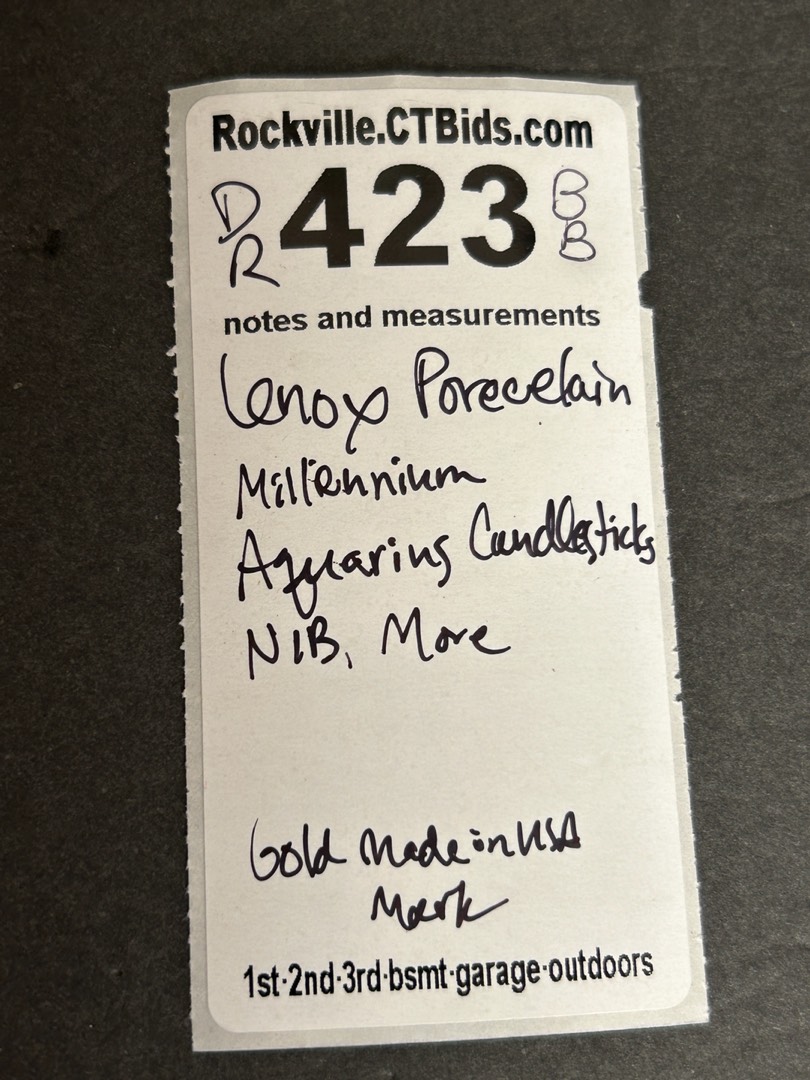 Rockville.CTBids.com
DR 423 BB
notes and measurements
Lenox Porecelain
Millennium
Aquarius Candlesticks
NIB, More
Gold Made in USA
Mark
1st·2nd·3rd·bsmt·garage·outdoors